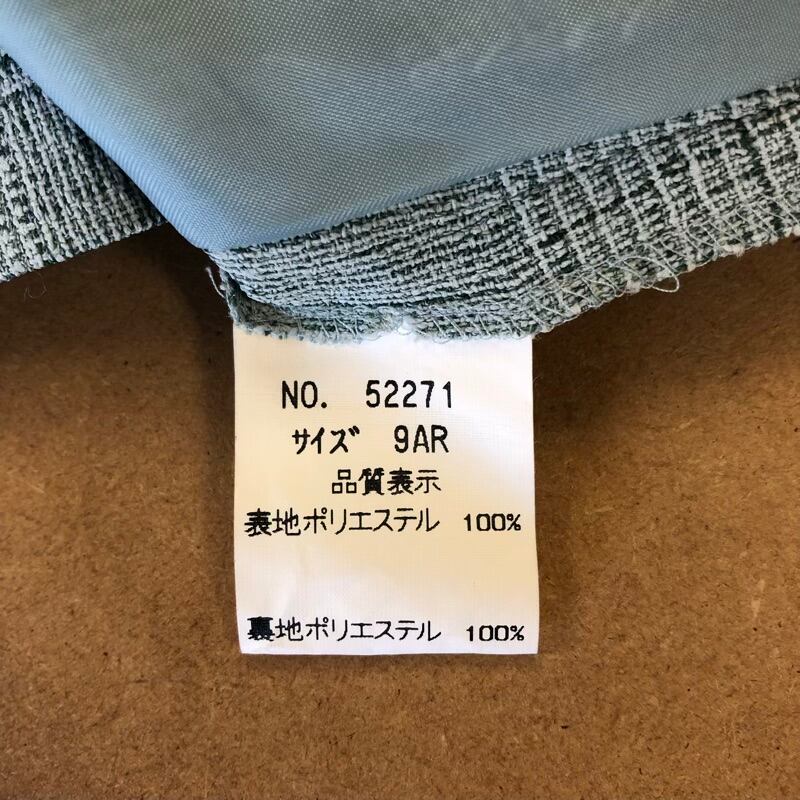 NO. 52271
ｻｲｽﾞ 9AR
品質表示
表地ポリエステル 100%
裏地ポリエステル 100%